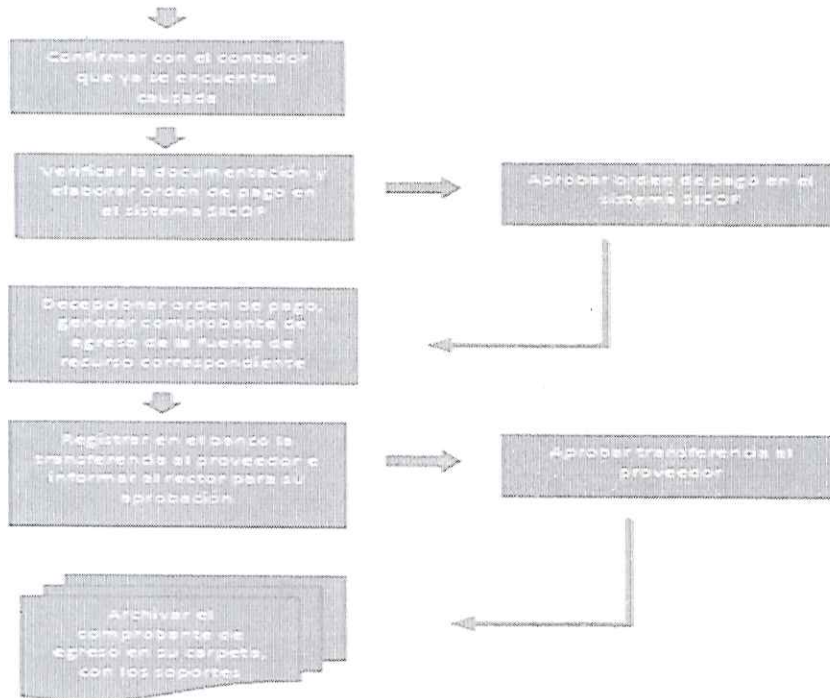 Confirmar con el contador
que ya se encuentra
causada
Verificar la documentación y
elaborar orden de pago en
el sistema SICOF
Aprobar orden de pago en el
sistema SICOF
orden de pago,
generar comprobante de
egreso de la fuente de
recurso correspondiente
Registrar en el banco la
transferencia al proveedor e
informar al rector para su
aprobación
Aprobar transferencia al
proveedor
Archivar el
comprobante de
egreso en su carpeta,
con los soportes